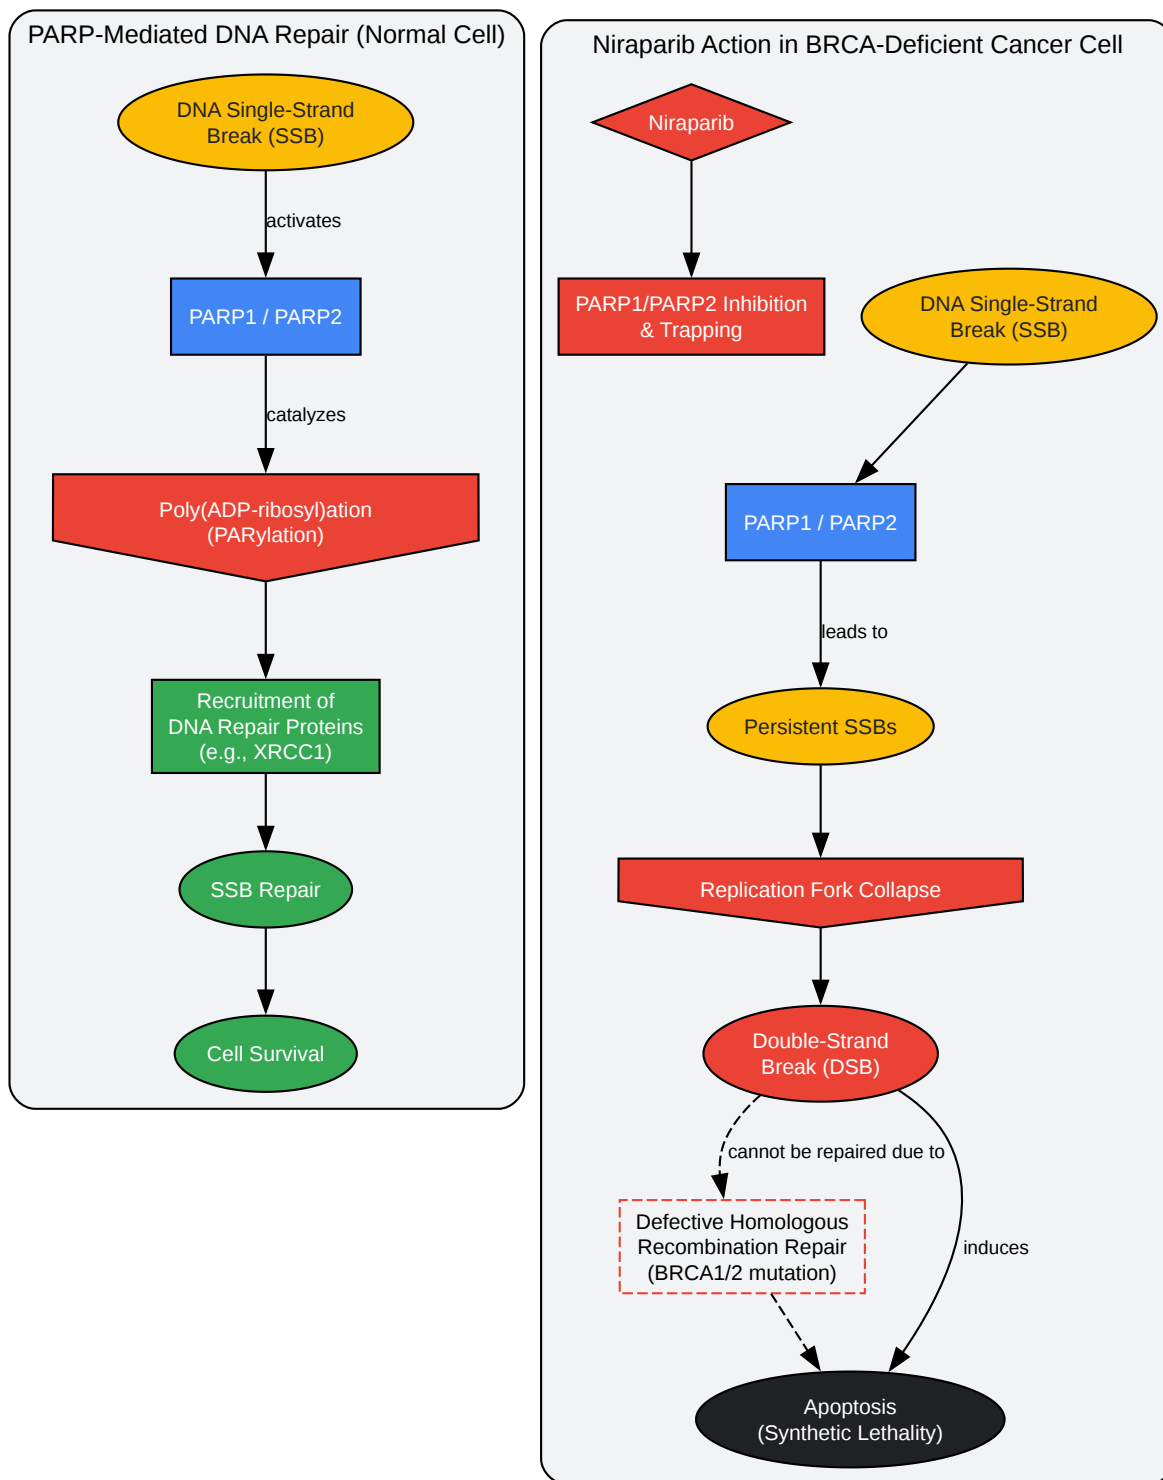 PARP-Mediated DNA Repair (Normal Cell)
DNA Single-Strand
Break (SSB)
activates
PARP1 / PARP2
catalyzes
Poly(ADP-ribosyl)ation
(PARylation)
Recruitment of
DNA Repair Proteins
(e.g., XRCC1)
SSB Repair
Cell Survival
Niraparib Action in BRCA-Deficient Cancer Cell
Niraparib
PARP1/PARP2 Inhibition
& Trapping
DNA Single-Strand
Break (SSB)
PARP1 / PARP2
leads to
Persistent SSBs
Replication Fork Collapse
Double-Strand
Break (DSB)
cannot be repaired due to
Defective Homologous
Recombination Repair
(BRCA1/2 mutation)
induces
Apoptosis
(Synthetic Lethality)